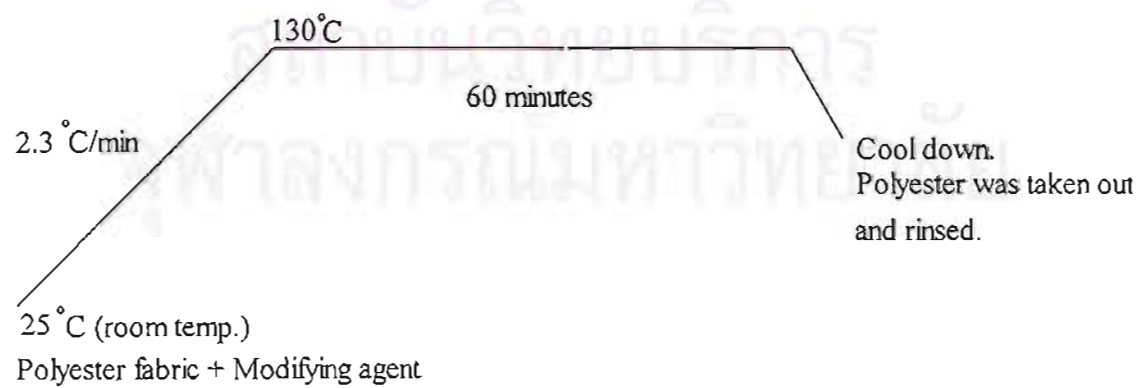 สถาบันวิทยบริการ
130°C
60 minutes
2.3 °C/min
จุฬาลงกรณ์มหาวิทยาลัย
Cool down.
Polyester was taken out
and rinsed.
25 °C (room temp.)
Polyester fabric + Modifying agent